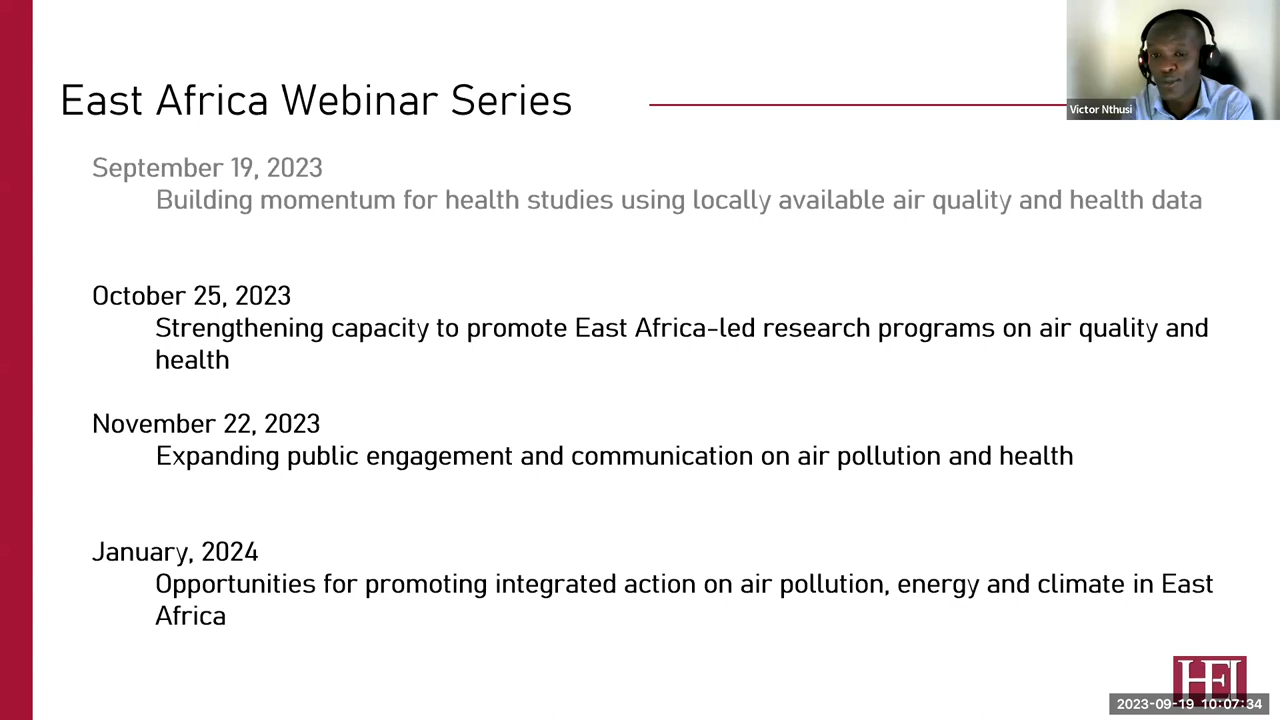 East Africa Webinar Series
Victor Nthusi
September 19, 2023
Building momentum for health studies using locally available air quality and health data
October 25, 2023
Strengthening capacity to promote East Africa-led research programs on air quality and
health
November 22, 2023
Expanding public engagement and communication on air pollution and health
January, 2024
Opportunities for promoting integrated action on air pollution, energy and climate in East
Africa
HEI
2023-09-19 10:07:34